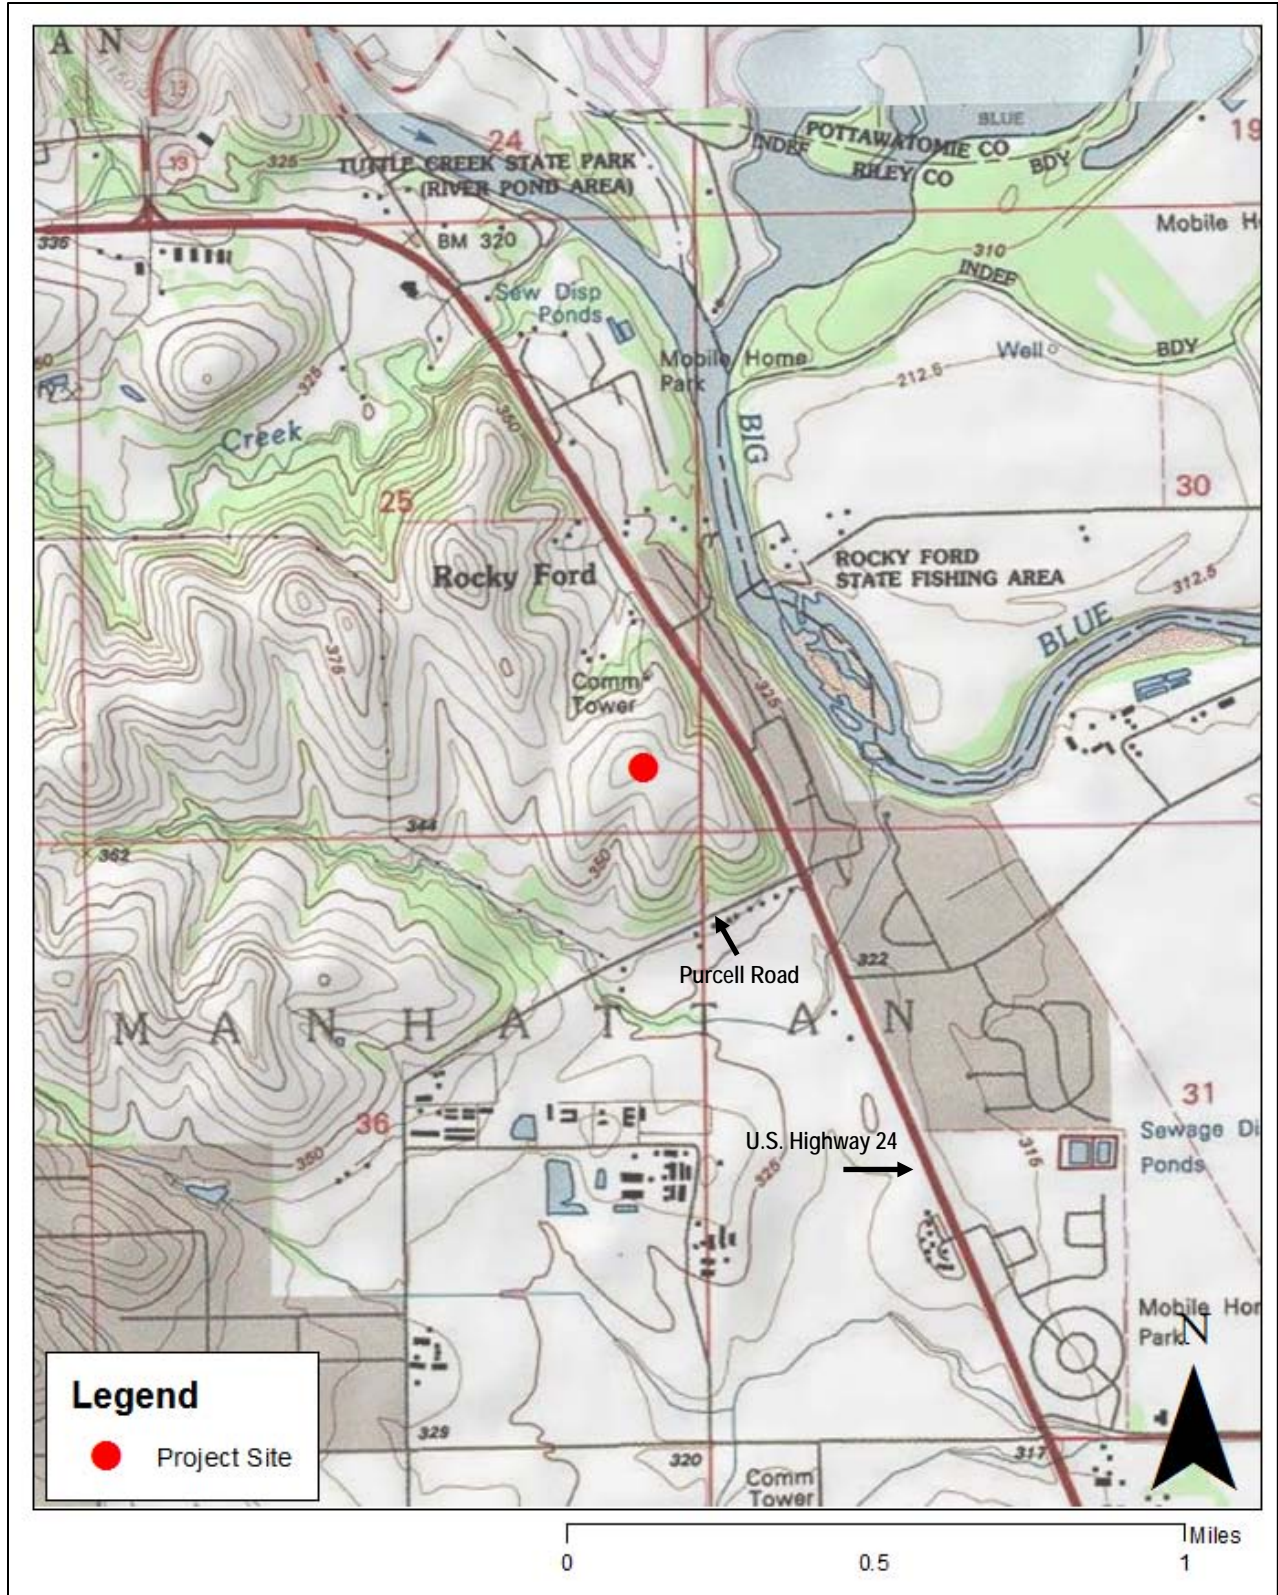 A N
13
24
BLUE
19
POTTAWATOMIE CO
INDEF
BDY
RILEY CO
13
325
TUTTLE CREEK STATE PARK
(RIVER POND AREA)
335
BM 320
310
Mobile H
INDEF
Sew Disp
Ponds
Mobile Home
Park
Well
BDY
212.5
325
350
Creek
BIG
25
30
Rocky Ford
ROCKY FORD
STATE FISHING AREA
312.5
BLUE
375
Comm
Tower
325
344
362
350
Purcell Road
322
M A N H A T T A N
36
31
350
U.S. Highway 24
325
315
Sewage Di
Ponds
Mobile Hor
Park
N
Legend
Project Site
329
320
317
Comm
Tower
Miles
0
0.5
1